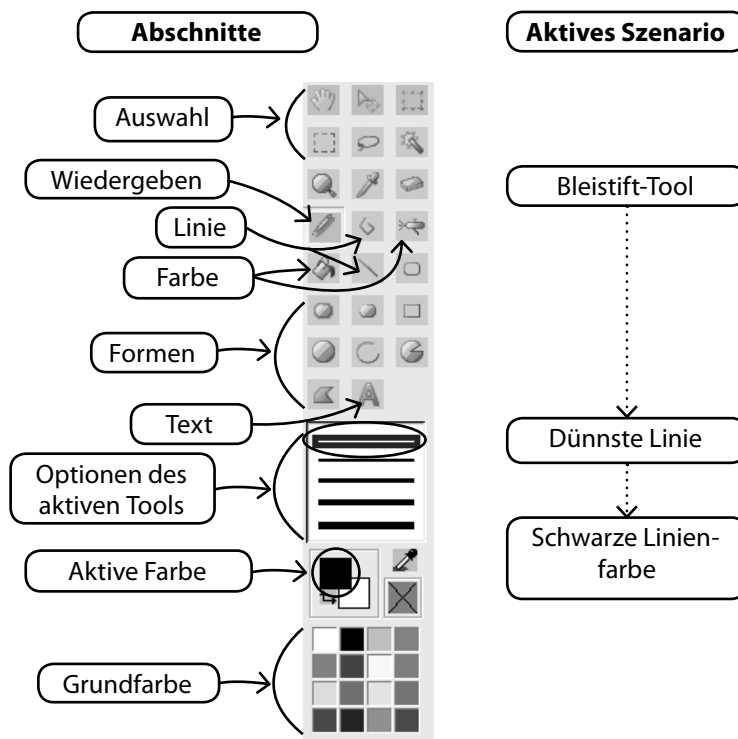 Abschnitte
Aktives Szenario
Auswahl
Wiedergeben
Linie
Farbe
Formen
Text
Optionen des
aktiven Tools
Aktive Farbe
Grundfarbe
Bleistift-Tool
Dünnste Linie
Schwarze Linien-
farbe